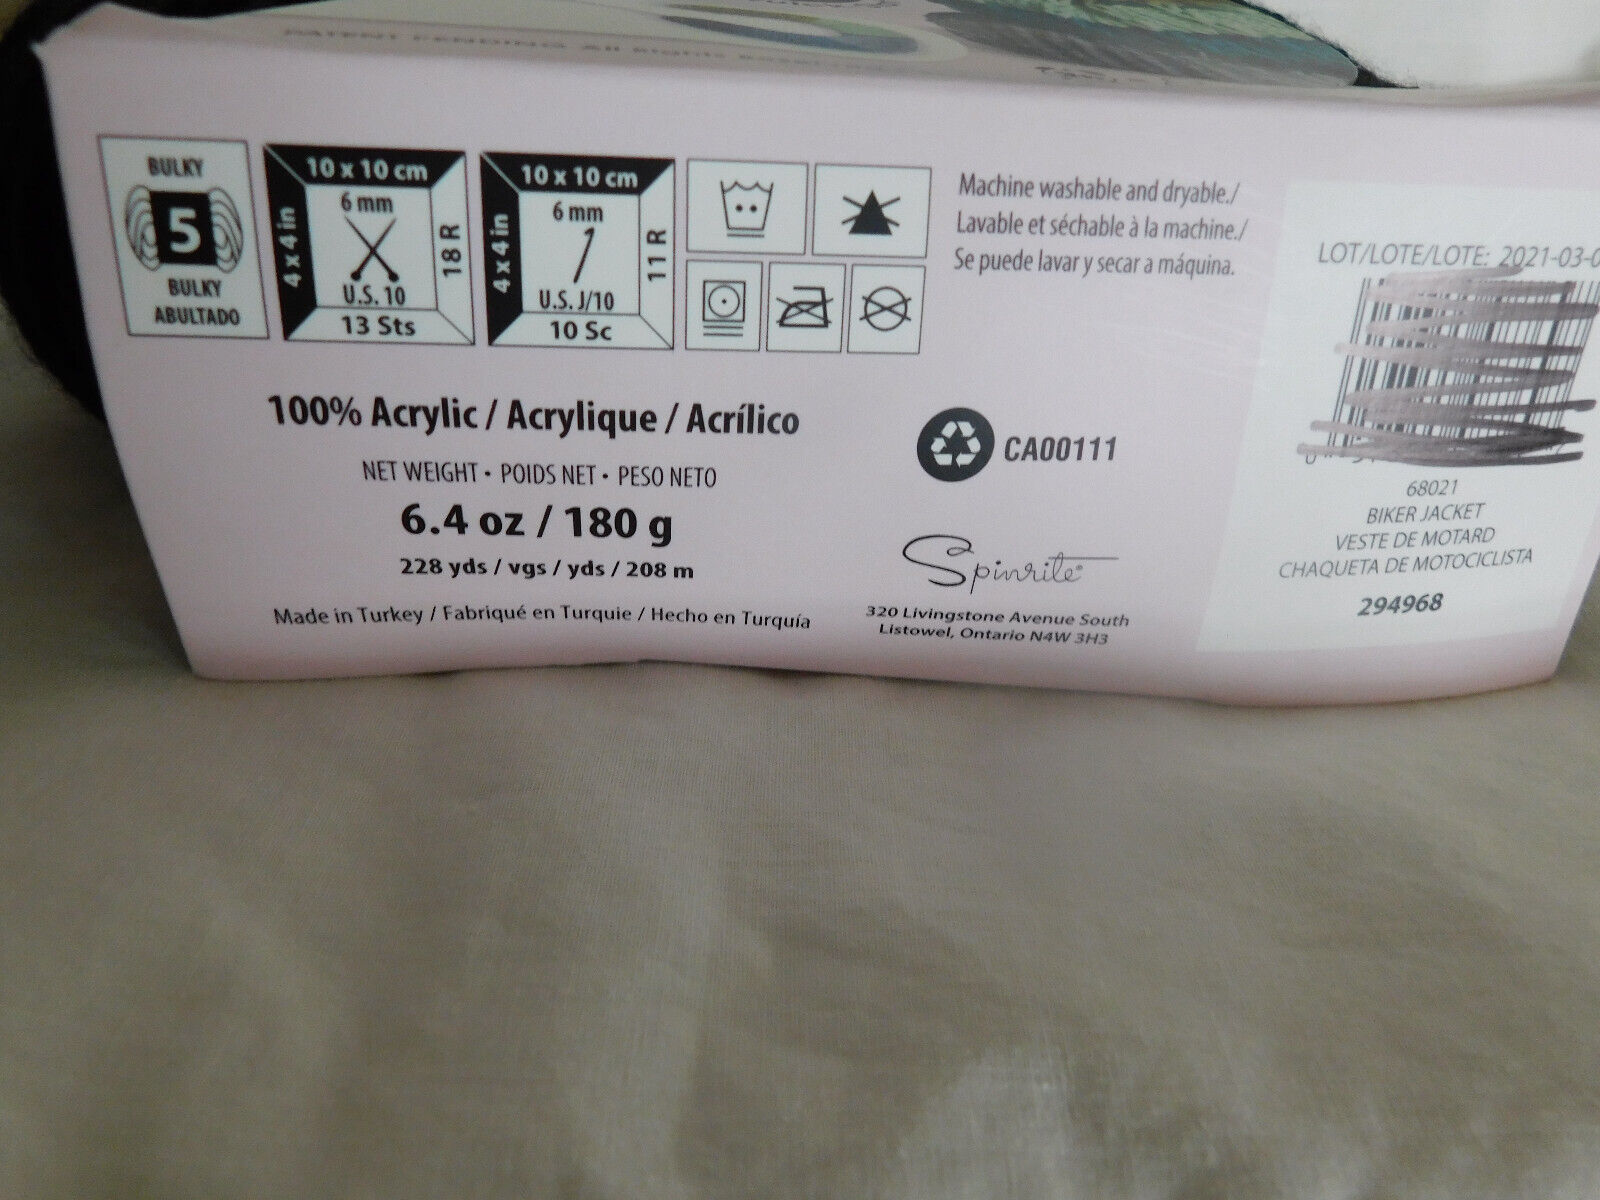 PATENT PENDING All Rights
BULKY
5
BULKY
ABULTADO
10 x 10 cm
4 x 4 in
6 mm
U.S. 10
18 R
13 Sts
10 x 10 cm
4 x 4 in
6 mm
U.S. J/10
11 R
10 Sc
Machine washable and dryable./
Lavable et séchable à la machine./
Se puede lavar y secar a máquina.
100% Acrylic / Acrylique / Acrílico
NET WEIGHT • POIDS NET • PESO NETO
6.4 oz / 180 g
228 yds / vgs / yds / 208 m
Made in Turkey / Fabriqué en Turquie / Hecho en Turquía
CA00111
Spinrite
320 Livingstone Avenue South
Listowel, Ontario N4W 3H3
LOT/LOTE/LOTE: 2021-03-0
68021
BIKER JACKET
VESTE DE MOTARD
CHAQUETA DE MOTOCICLISTA
294968